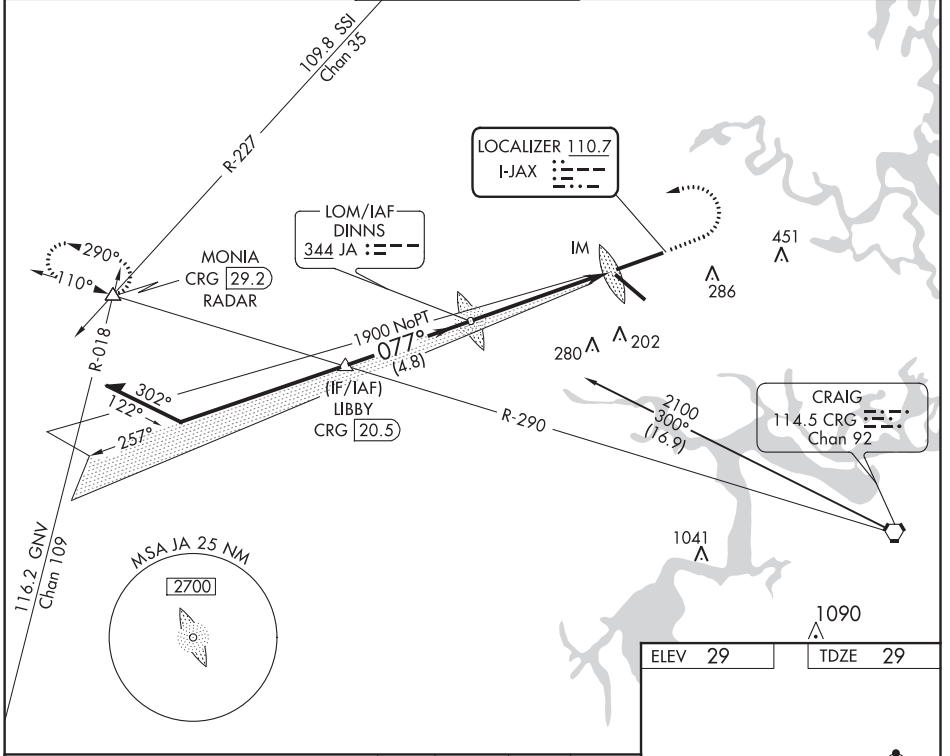 109.8 SSI
Chan 35
R-227
LOCALIZER 110.7
I-JAX
LOM/IAF
DINNS
344 JA
IM
451
286
290°
110°
MONIA
CRG 29.2
RADAR
1900 NoPT
077°
(4.8)
280
202
R-018
302°
122°
257°
(IF/IAF)
LIBBY
CRG 20.5
R-290
2100
300°
(16.9)
CRAIG
114.5 CRG
Chan 92
116.2 GNV
Chan 109
MSA JA 25 NM
2700
1041
1090
ELEV 29
TDZE 29